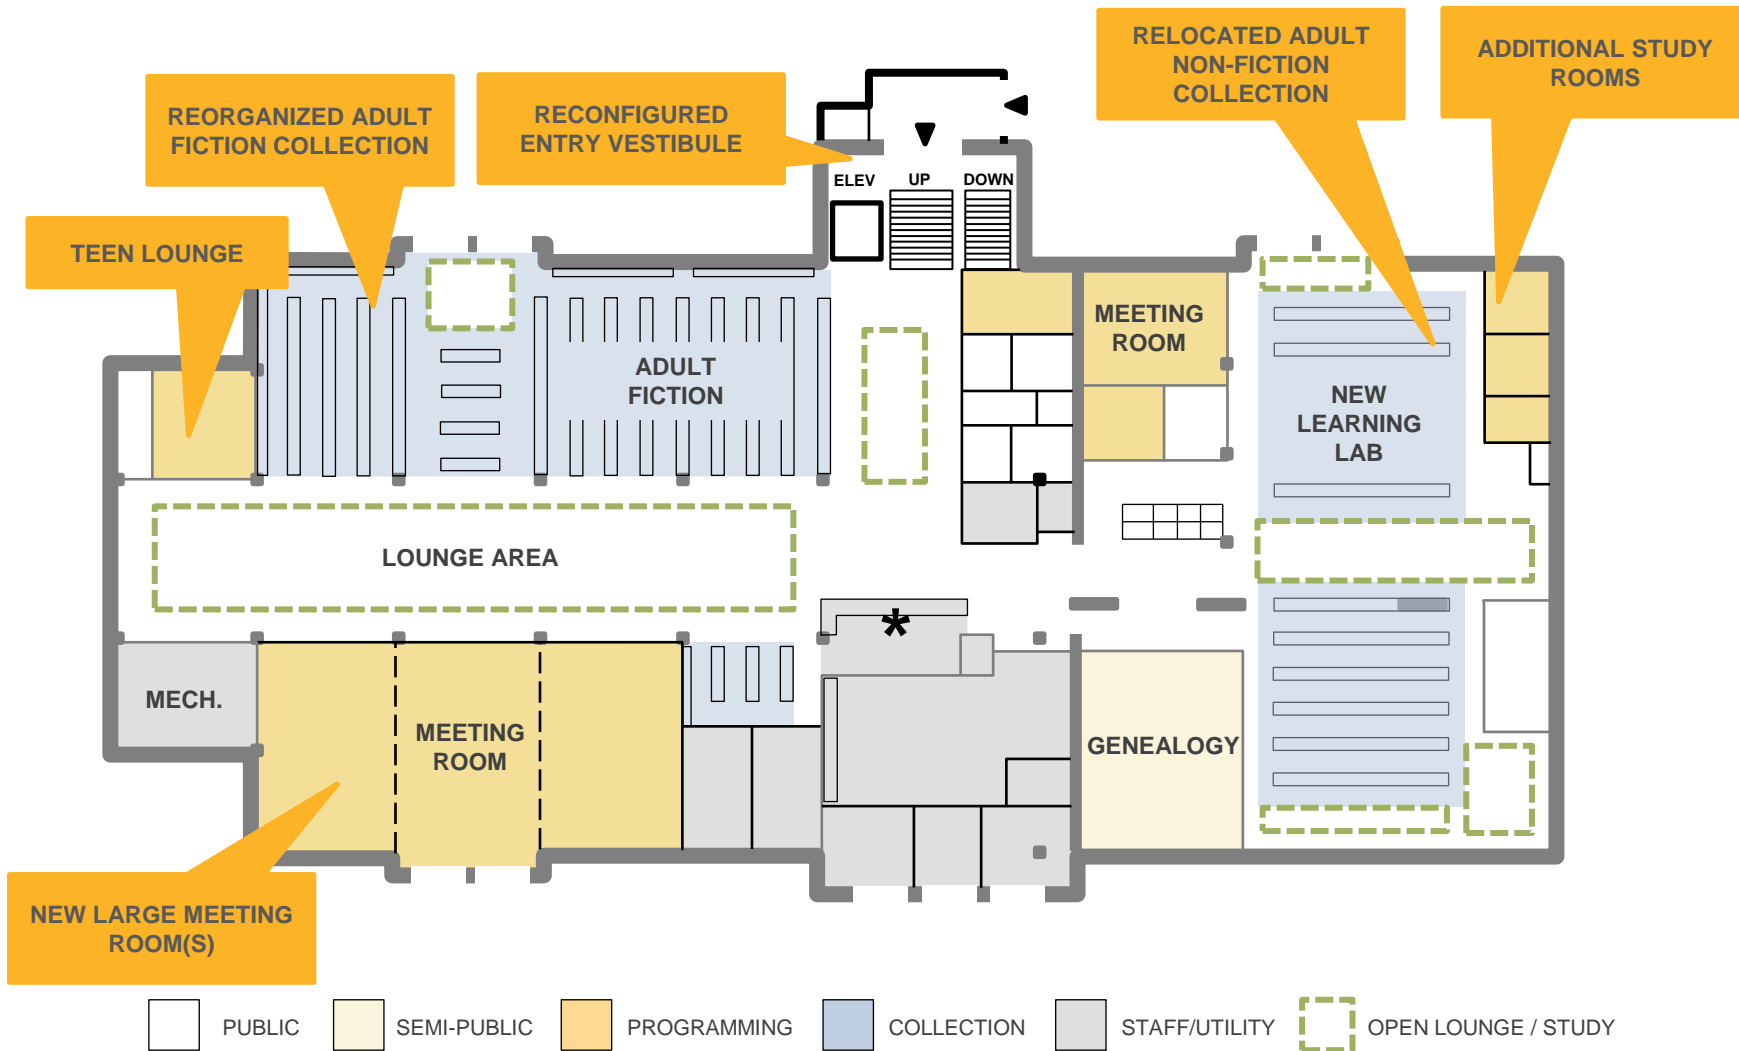 RELOCATED ADULT
NON-FICTION
COLLECTION
ADDITIONAL STUDY
ROOMS
REORGANIZED ADULT
FICTION COLLECTION
RECONFIGURED
ENTRY VESTIBULE
TEEN LOUNGE
ELEV
UP
DOWN
MEETING
ROOM
ADULT
FICTION
NEW
LEARNING
LAB
LOUNGE AREA
*
MECH.
MEETING
ROOM
GENEALOGY
NEW LARGE MEETING
ROOM(S)
PUBLIC
SEMI-PUBLIC
PROGRAMMING
COLLECTION
STAFF/UTILITY
OPEN LOUNGE / STUDY